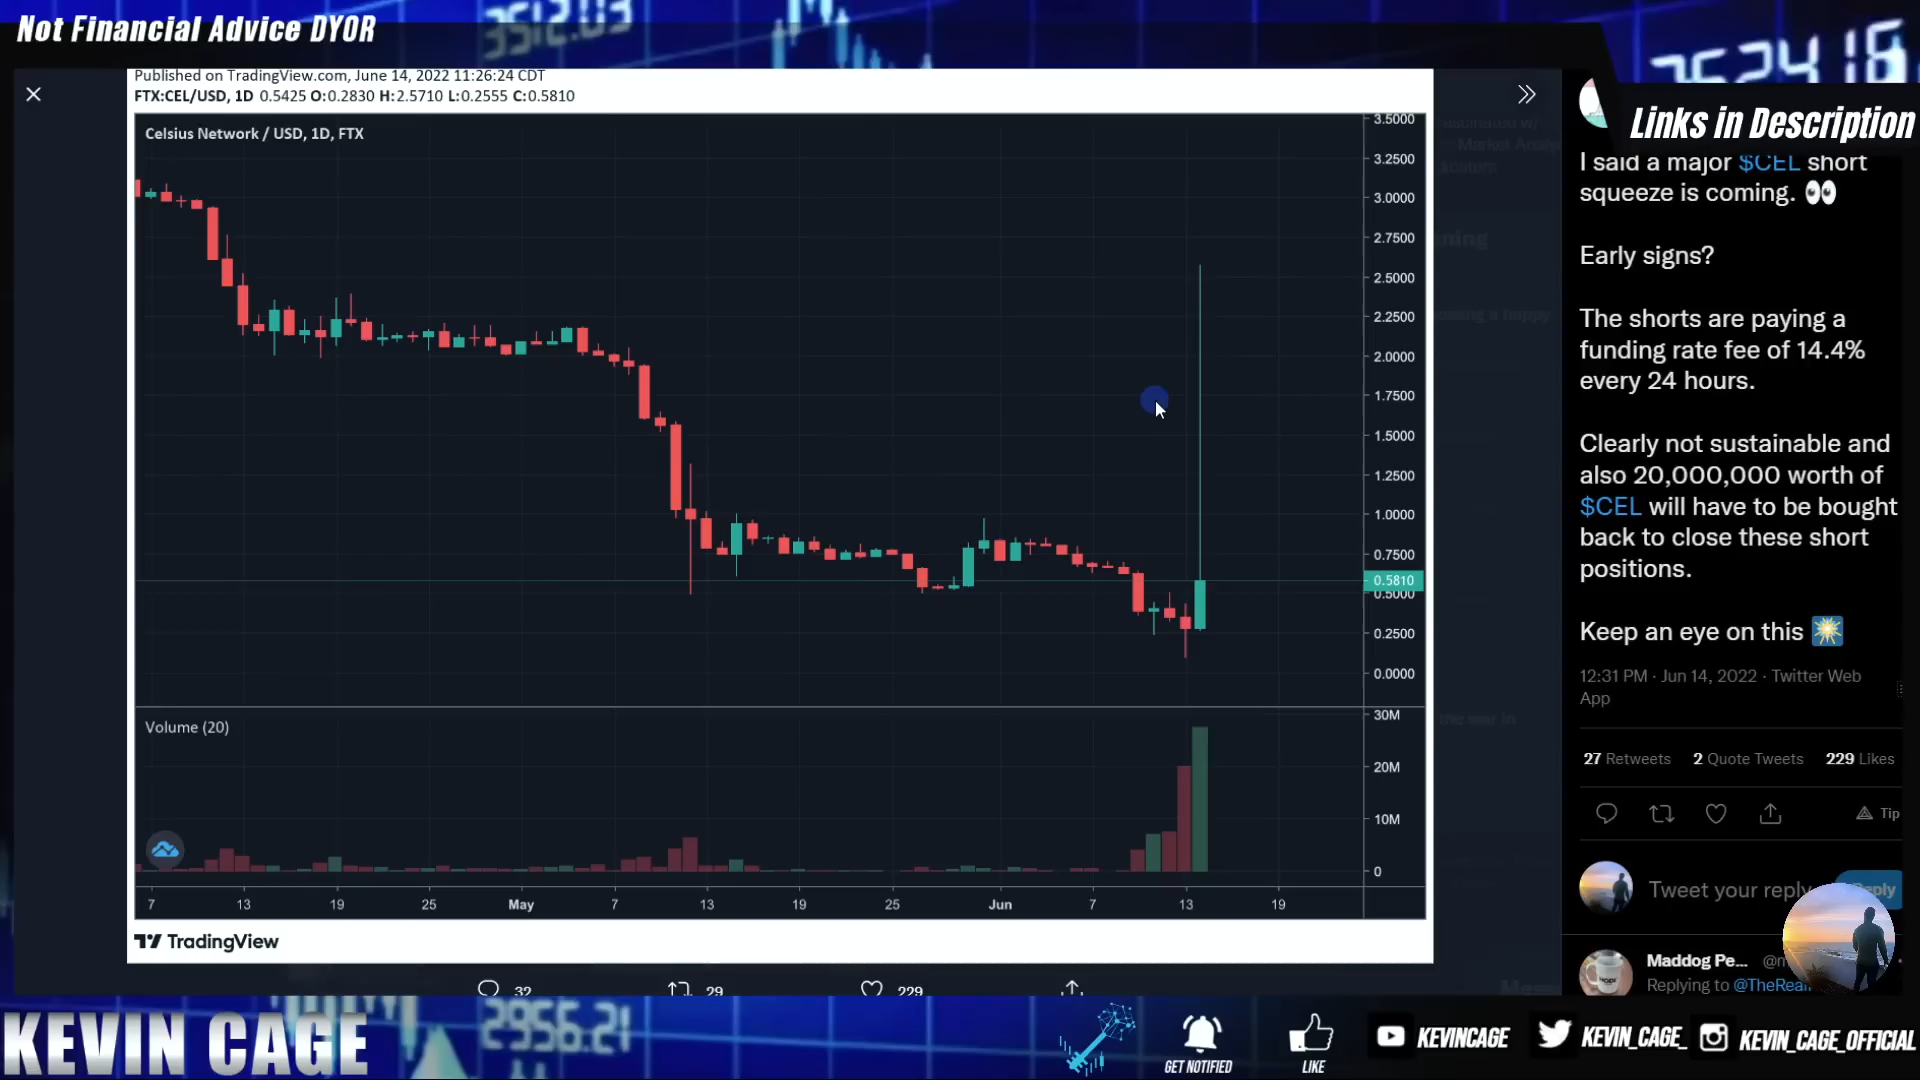 Not Financial Advice DYOR
3512.03
752418
Published on TradingView.com, June 14, 2022 11:26:24 CDT
FTX:CEL/USD, 1D 0.5425 O:0.2830 H:2.5710 L:0.2555 C:0.5810
Celsius Network / USD, 1D, FTX
3.5000
3.2500
3.0000
2.7500
2.5000
2.2500
2.0000
1.7500
1.5000
1.2500
1.0000
0.7500
0.5810
0.5000
0.2500
0.0000
Volume (20)
30M
20M
10M
0
7 13 19 25 May 7 13 19 25 Jun 7 13 19
TradingView
32 29 229
Links in Description
I said a major $CEL short
squeeze is coming. 👀
Early signs?
The shorts are paying a
funding rate fee of 14.4%
every 24 hours.
Clearly not sustainable and
also 20,000,000 worth of
$CEL will have to be bought
back to close these short
positions.
Keep an eye on this
12:31 PM · Jun 14, 2022 · Twitter Web
App
27 Retweets 2 Quote Tweets 229 Likes
Tip
Tweet your reply
Maddog Pe... @m
Replying to @TheReal
KEVIN CAGE
2956.21
GET NOTIFIED
LIKE
KEVINCAGE
KEVIN_CAGE_
KEVIN_CAGE_OFFICIAL